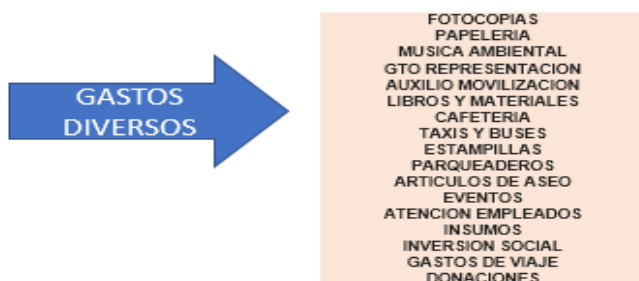 GASTOS
DIVERSOS
FOTOCOPIAS
PAPELERIA
MUSICA AMBIENTAL
GTO REPRESENTACION
AUXILIO MOVILIZACION
LIBROS Y MATERIALES
CAFETERIA
TAXIS Y BUSES
ESTAMPILLAS
PARQUEADEROS
ARTICULOS DE ASEO
EVENTOS
ATENCION EMPLEADOS
INSUMOS
INVERSION SOCIAL
GASTOS DE VIAJE
DONACIONES